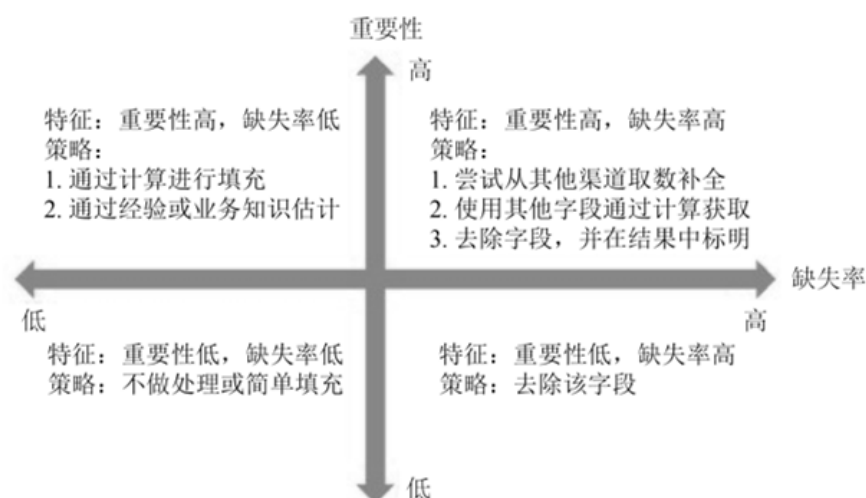 重要性
高
特征：重要性高，缺失率低
策略：
1. 通过计算进行填充
2. 通过经验或业务知识估计
特征：重要性高，缺失率高
策略：
1. 尝试从其他渠道取数补全
2. 使用其他字段通过计算获取
3. 去除字段，并在结果中标明
缺失率
低
高
特征：重要性低，缺失率低
策略：不做处理或简单填充
特征：重要性低，缺失率高
策略：去除该字段
低